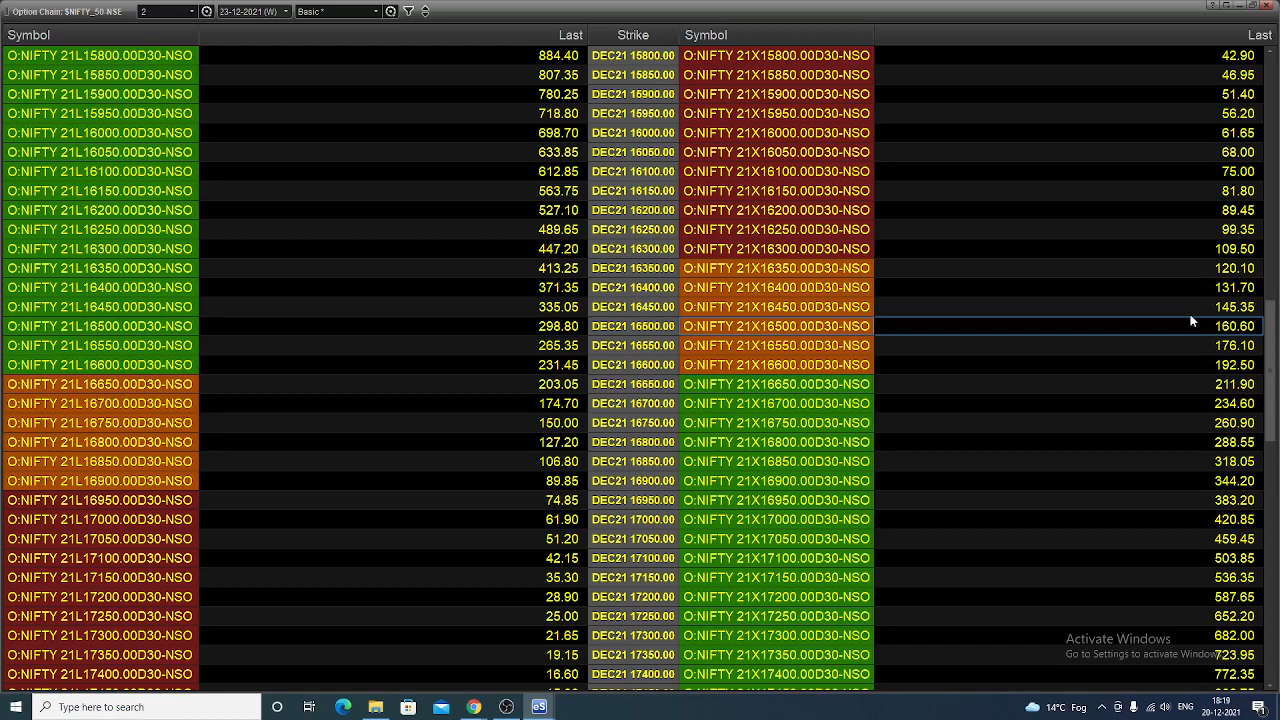 Option Chain: $NIFTY_50 NSE 2 23-12-2021 (W) Basic*
Symbol Last Strike Symbol Last
O:NIFTY 21L15800.00D30-NSO 884.40 DEC21 15800.00 O:NIFTY 21X15800.00D30-NSO 42.90
O:NIFTY 21L15850.00D30-NSO 807.35 DEC21 15850.00 O:NIFTY 21X15850.00D30-NSO 46.95
O:NIFTY 21L15900.00D30-NSO 780.25 DEC21 15900.00 O:NIFTY 21X15900.00D30-NSO 51.40
O:NIFTY 21L15950.00D30-NSO 718.80 DEC21 15950.00 O:NIFTY 21X15950.00D30-NSO 56.20
O:NIFTY 21L16000.00D30-NSO 698.70 DEC21 16000.00 O:NIFTY 21X16000.00D30-NSO 61.65
O:NIFTY 21L16050.00D30-NSO 633.85 DEC21 16050.00 O:NIFTY 21X16050.00D30-NSO 68.00
O:NIFTY 21L16100.00D30-NSO 612.85 DEC21 16100.00 O:NIFTY 21X16100.00D30-NSO 75.00
O:NIFTY 21L16150.00D30-NSO 563.75 DEC21 16150.00 O:NIFTY 21X16150.00D30-NSO 81.80
O:NIFTY 21L16200.00D30-NSO 527.10 DEC21 16200.00 O:NIFTY 21X16200.00D30-NSO 89.45
O:NIFTY 21L16250.00D30-NSO 489.65 DEC21 16250.00 O:NIFTY 21X16250.00D30-NSO 99.35
O:NIFTY 21L16300.00D30-NSO 447.20 DEC21 16300.00 O:NIFTY 21X16300.00D30-NSO 109.50
O:NIFTY 21L16350.00D30-NSO 413.25 DEC21 16350.00 O:NIFTY 21X16350.00D30-NSO 120.10
O:NIFTY 21L16400.00D30-NSO 371.35 DEC21 16400.00 O:NIFTY 21X16400.00D30-NSO 131.70
O:NIFTY 21L16450.00D30-NSO 335.05 DEC21 16450.00 O:NIFTY 21X16450.00D30-NSO 145.35
O:NIFTY 21L16500.00D30-NSO 298.80 DEC21 16500.00 O:NIFTY 21X16500.00D30-NSO 160.60
O:NIFTY 21L16550.00D30-NSO 265.35 DEC21 16550.00 O:NIFTY 21X16550.00D30-NSO 176.10
O:NIFTY 21L16600.00D30-NSO 231.45 DEC21 16600.00 O:NIFTY 21X16600.00D30-NSO 192.50
O:NIFTY 21L16650.00D30-NSO 203.05 DEC21 16650.00 O:NIFTY 21X16650.00D30-NSO 211.90
O:NIFTY 21L16700.00D30-NSO 174.70 DEC21 16700.00 O:NIFTY 21X16700.00D30-NSO 234.60
O:NIFTY 21L16750.00D30-NSO 150.00 DEC21 16750.00 O:NIFTY 21X16750.00D30-NSO 260.90
O:NIFTY 21L16800.00D30-NSO 127.20 DEC21 16800.00 O:NIFTY 21X16800.00D30-NSO 288.55
O:NIFTY 21L16850.00D30-NSO 106.80 DEC21 16850.00 O:NIFTY 21X16850.00D30-NSO 318.05
O:NIFTY 21L16900.00D30-NSO 89.85 DEC21 16900.00 O:NIFTY 21X16900.00D30-NSO 344.20
O:NIFTY 21L16950.00D30-NSO 74.85 DEC21 16950.00 O:NIFTY 21X16950.00D30-NSO 383.20
O:NIFTY 21L17000.00D30-NSO 61.90 DEC21 17000.00 O:NIFTY 21X17000.00D30-NSO 420.85
O:NIFTY 21L17050.00D30-NSO 51.20 DEC21 17050.00 O:NIFTY 21X17050.00D30-NSO 459.45
O:NIFTY 21L17100.00D30-NSO 42.15 DEC21 17100.00 O:NIFTY 21X17100.00D30-NSO 503.85
O:NIFTY 21L17150.00D30-NSO 35.30 DEC21 17150.00 O:NIFTY 21X17150.00D30-NSO 536.35
O:NIFTY 21L17200.00D30-NSO 28.90 DEC21 17200.00 O:NIFTY 21X17200.00D30-NSO 587.65
O:NIFTY 21L17250.00D30-NSO 25.00 DEC21 17250.00 O:NIFTY 21X17250.00D30-NSO 652.20
O:NIFTY 21L17300.00D30-NSO 21.65 DEC21 17300.00 O:NIFTY 21X17300.00D30-NSO 682.00
O:NIFTY 21L17350.00D30-NSO 19.15 DEC21 17350.00 O:NIFTY 21X17350.00D30-NSO 723.95
O:NIFTY 21L17400.00D30-NSO 16.60 DEC21 17400.00 O:NIFTY 21X17400.00D30-NSO 772.35
Activate Windows
Go to Settings to activate Window
Type here to search eS 14°C Fog ENG 18:19
20-12-2021